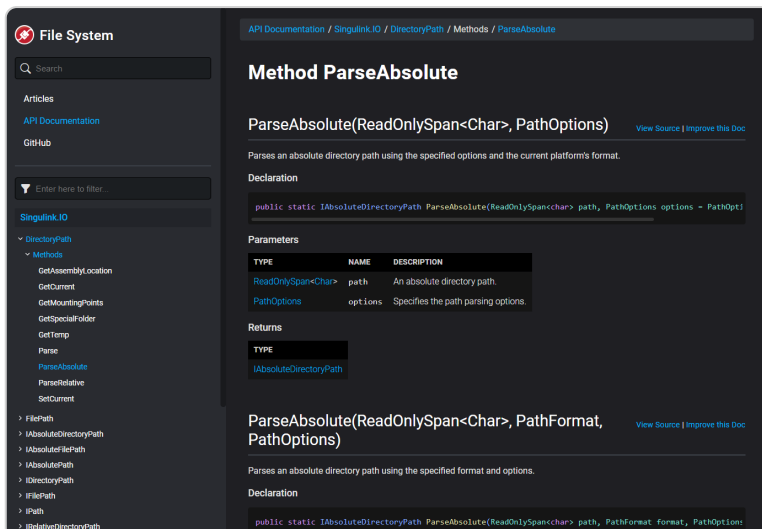 File System
Search
Articles
API Documentation
GitHub
Enter here to filter...
Singulink.IO
DirectoryPath
Methods
GetAssemblyLocation
GetCurrent
GetMountingPoints
GetSpecialFolder
GetTemp
Parse
ParseAbsolute
ParseRelative
SetCurrent
FilePath
IAbsoluteDirectoryPath
IAbsoluteFilePath
IAbsolutePath
IDirectoryPath
IFilePath
IPath
IRelativeDirectoryPath
API Documentation / Singulink.IO / DirectoryPath / Methods / ParseAbsolute
Method ParseAbsolute
ParseAbsolute(ReadOnlySpan<Char>, PathOptions)
View Source | Improve this Doc
Parses an absolute directory path using the specified options and the current platform's format.
Declaration
public static IAbsoluteDirectoryPath ParseAbsolute(ReadOnlySpan<char> path, PathOptions options = PathOpti
Parameters
TYPE NAME DESCRIPTION
ReadOnlySpan<Char> path An absolute directory path.
PathOptions options Specifies the path parsing options.
Returns
TYPE
IAbsoluteDirectoryPath
ParseAbsolute(ReadOnlySpan<Char>, PathFormat,
PathOptions)
View Source | Improve this Doc
Parses an absolute directory path using the specified format and options.
Declaration
public static IAbsoluteDirectoryPath ParseAbsolute(ReadOnlySpan<char> path, PathFormat format, PathOptions